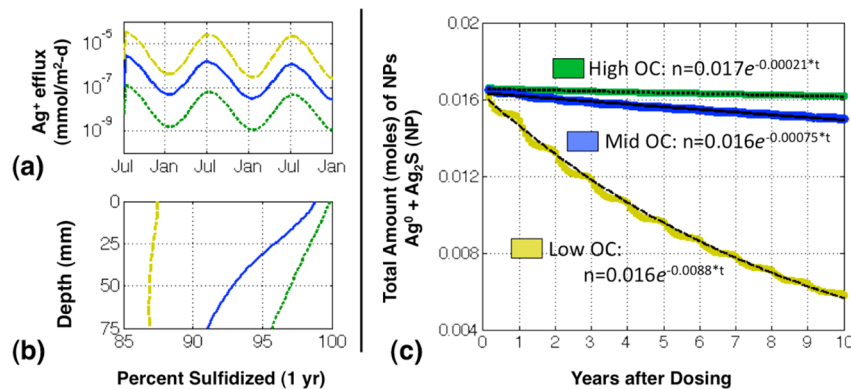 (a)
Ag⁺ efflux
(mmol/m²-d)
10⁻⁵
10⁻⁷
10⁻⁹
Jul Jan Jul Jan Jul Jan
(b)
Depth (mm)
0
25
50
75
85 90 95 100
Percent Sulfidized (1 yr)
(c)
Total Amount (moles) of NPs
Ag⁰ + Ag₂S (NP)
0.02
0.016
0.012
0.008
0.004
High OC: n=0.017e^-0.00021*t
Mid OC: n=0.016e^-0.00075*t
Low OC:
n=0.016e^-0.0088*t
0 1 2 3 4 5 6 7 8 9 10
Years after Dosing